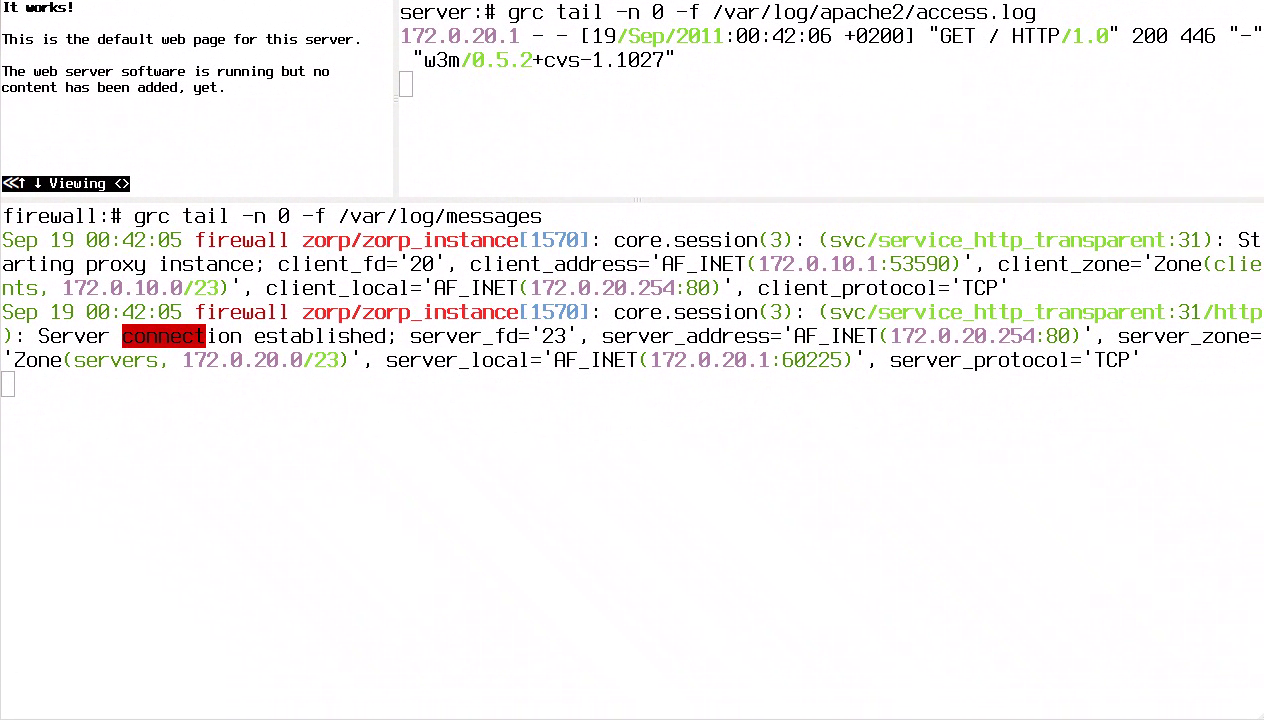 It works!
This is the default web page for this server.
The web server software is running but no
content has been added, yet.
≪↑ ↓ Viewing <>
server:# grc tail -n 0 -f /var/log/apache2/access.log
172.0.20.1 - - [19/Sep/2011:00:42:06 +0200] "GET / HTTP/1.0" 200 446 "-"
"w3m/0.5.2+cvs-1.1027"
firewall:# grc tail -n 0 -f /var/log/messages
Sep 19 00:42:05 firewall zorp/zorp_instance[1570]: core.session(3): (svc/service_http_transparent:31): St
arting proxy instance; client_fd='20', client_address='AF_INET(172.0.10.1:53590)', client_zone='Zone(clie
nts, 172.0.10.0/23)', client_local='AF_INET(172.0.20.254:80)', client_protocol='TCP'
Sep 19 00:42:05 firewall zorp/zorp_instance[1570]: core.session(3): (svc/service_http_transparent:31/http
): Server connection established; server_fd='23', server_address='AF_INET(172.0.20.254:80)', server_zone=
'Zone(servers, 172.0.20.0/23)', server_local='AF_INET(172.0.20.1:60225)', server_protocol='TCP'